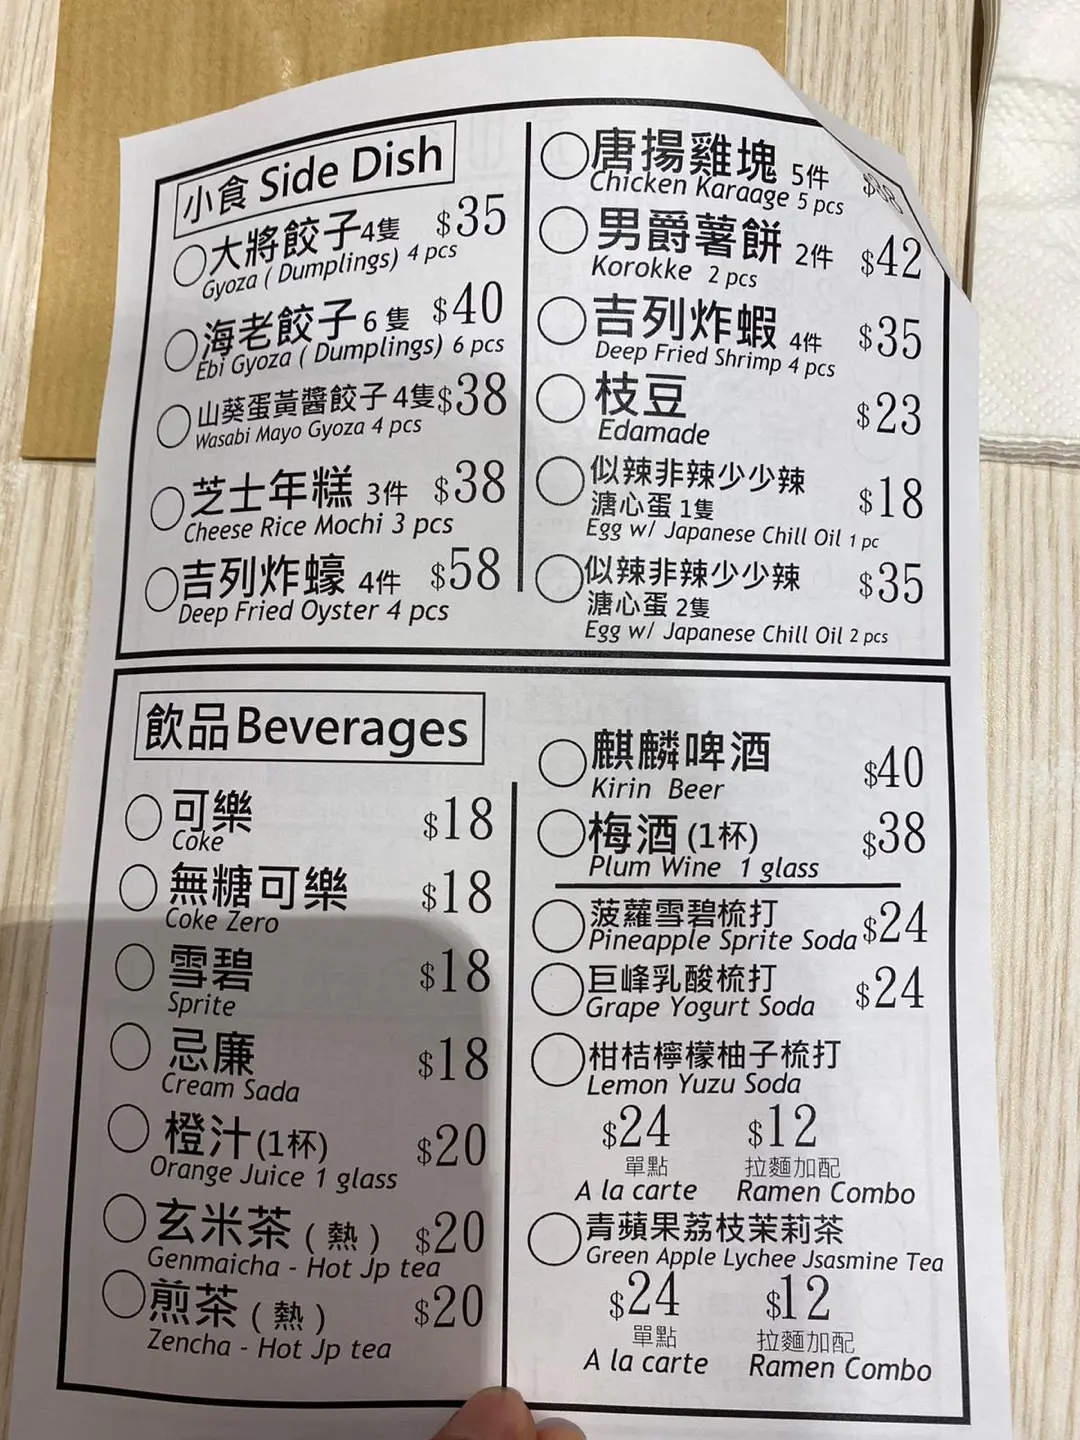 小食 Side Dish
大將餃子4隻 $35
Gyoza ( Dumplings) 4 pcs
海老餃子6隻 $40
Ebi Gyoza ( Dumplings) 6 pcs
山葵蛋黃醬餃子4隻$38
Wasabi Mayo Gyoza 4 pcs
芝士年糕 3件 $38
Cheese Rice Mochi 3 pcs
吉列炸蠔 4件 $58
Deep Fried Oyster 4 pcs
唐揚雞塊 5件
Chicken Karaage 5 pcs
男爵薯餅 2件 $42
Korokke 2 pcs
吉列炸蝦 4件 $35
Deep Fried Shrimp 4 pcs
枝豆 $23
Edamade
似辣非辣少少辣
溏心蛋 1隻 $18
Egg w/ Japanese Chill Oil 1 pc
似辣非辣少少辣
溏心蛋 2隻 $35
Egg w/ Japanese Chill Oil 2 pcs
飲品Beverages
可樂 $18
Coke
無糖可樂 $18
Coke Zero
雪碧 $18
Sprite
忌廉 $18
Cream Sada
橙汁(1杯) $20
Orange Juice 1 glass
玄米茶 ( 熱 ) $20
Genmaicha - Hot Jp tea
煎茶 ( 熱 ) $20
Zencha - Hot Jp tea
麒麟啤酒 $40
Kirin Beer
梅酒 (1杯) $38
Plum Wine 1 glass
菠蘿雪碧梳打 $24
Pineapple Sprite Soda
巨峰乳酸梳打 $24
Grape Yogurt Soda
柑桔檸檬柚子梳打
Lemon Yuzu Soda
$24 $12
單點 拉麵加配
A la carte Ramen Combo
青蘋果荔枝茉莉茶
Green Apple Lychee Jsasmine Tea
$24 $12
單點 拉麵加配
A la carte Ramen Combo